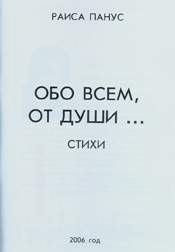 РАИСА ПАНУС
ОБО ВСЕМ,
ОТ ДУШИ ...
СТИХИ
2006 год